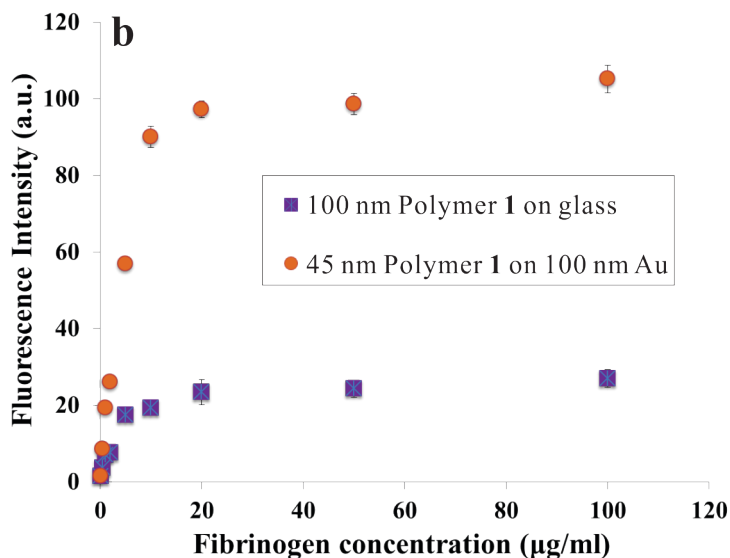 b
120
100
80
60
40
20
0
Fluorescence Intensity (a.u.)
100 nm Polymer 1 on glass
45 nm Polymer 1 on 100 nm Au
0 20 40 60 80 100 120
Fibrinogen concentration (µg/ml)